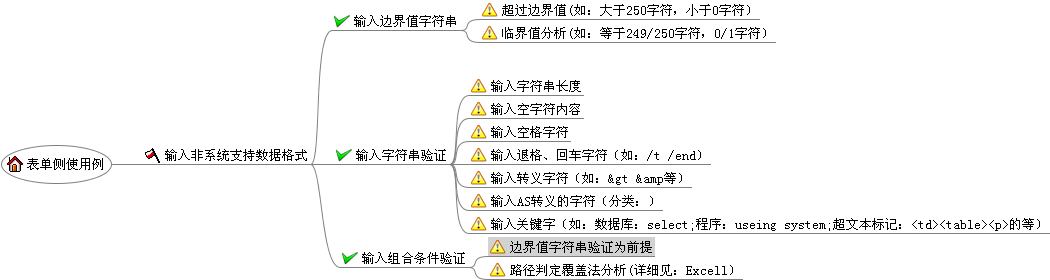 表单侧使用例
输入非系统支持数据格式
输入边界值字符串
超过边界值(如: 大于250字符, 小于0字符)
临界值分析(如: 等于249/250字符, 0/1字符)
输入字符串验证
输入字符串长度
输入空字符内容
输入空格字符
输入退格、回车字符（如: /t /end）
输入转义字符（如: &gt &amp等）
输入AS转义的字符（分类: ）
输入关键字（如: 数据库: select;程序: useing system;超文本标记: <td><table><p>的等）
输入组合条件验证
边界值字符串验证为前提
路径判定覆盖法分析(详细见: Excell)